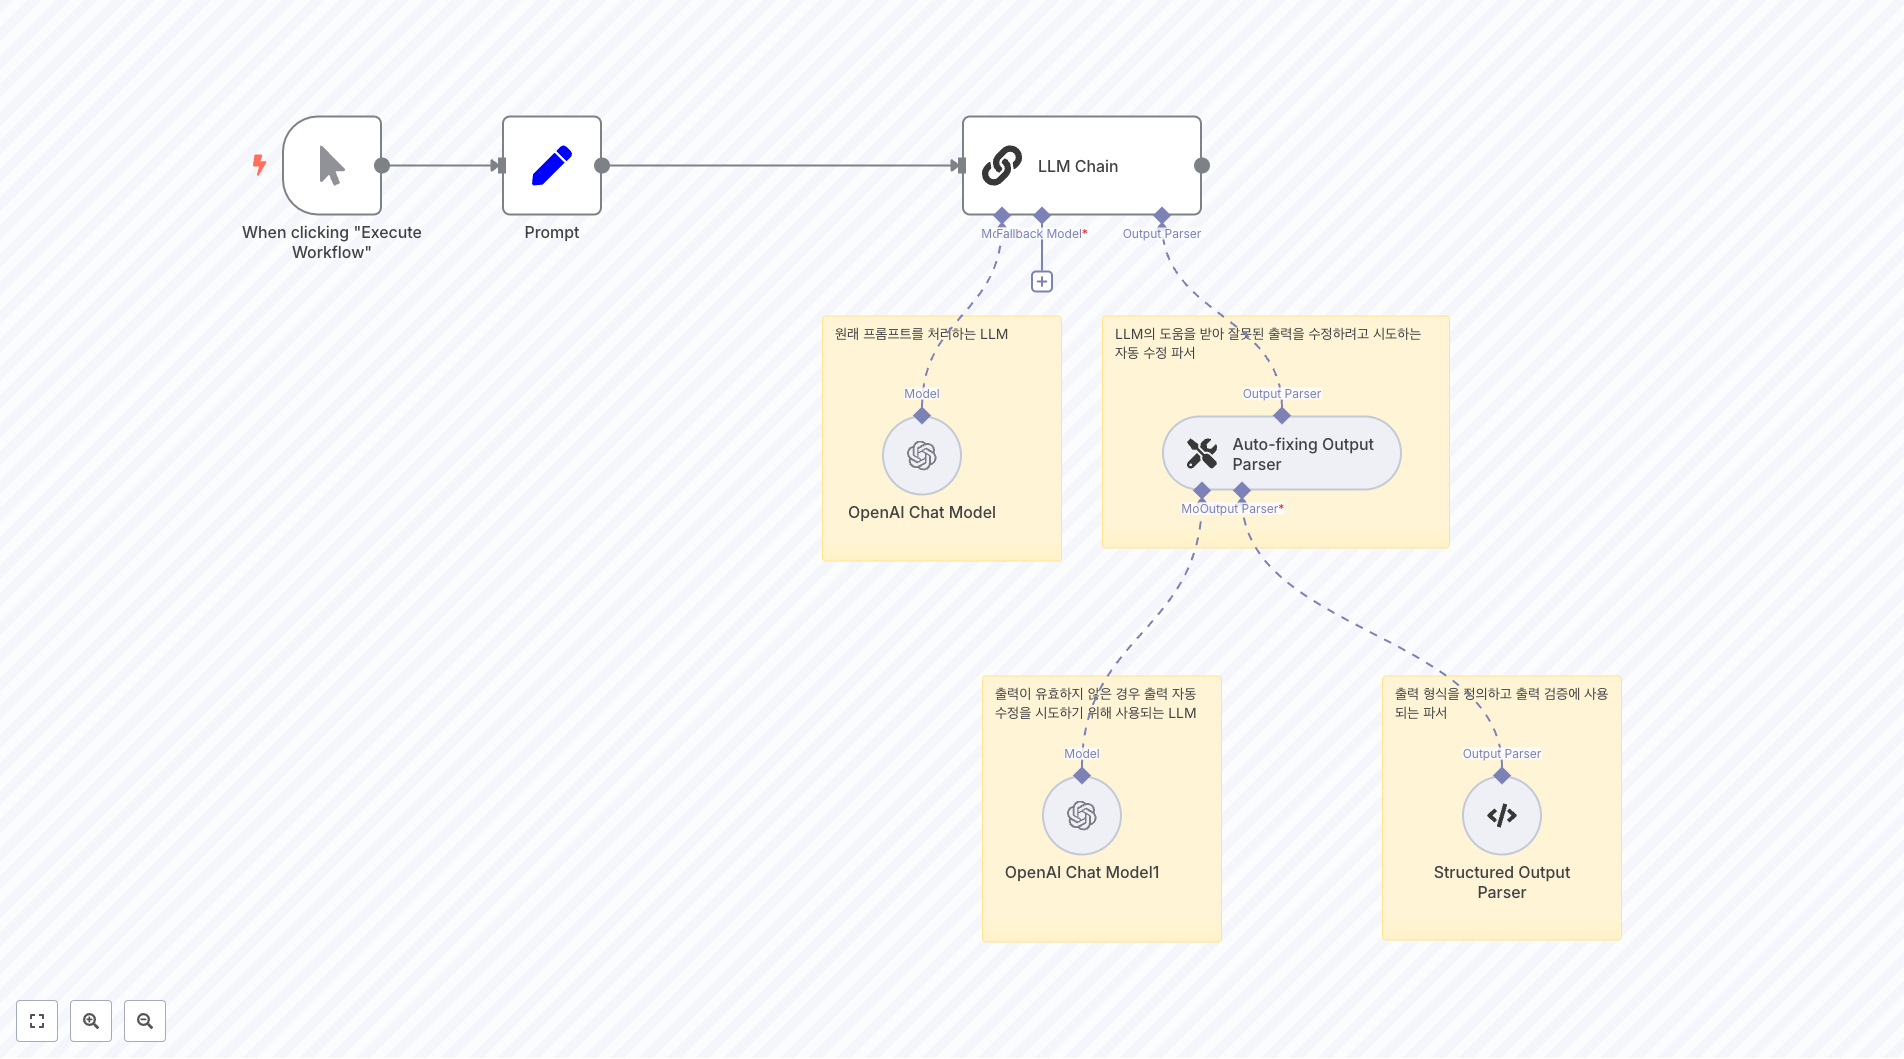 LLM Chain
When clicking "Execute
Workflow"
Prompt
Fallback Model*
Output Parser
원래 프롬프트를 처리하는 LLM
LLM의 도움을 받아 잘못된 출력을 수정하려고 시도하는
자동 수정 파서
Model
Output Parser
Auto-fixing Output
Parser
OpenAI Chat Model
Output Parser*
출력이 유효하지 않은 경우 출력 자동
수정을 시도하기 위해 사용되는 LLM
출력 형식을 정의하고 출력 검증에 사용
되는 파서
Model
Output Parser
OpenAI Chat Model1
Structured Output
Parser